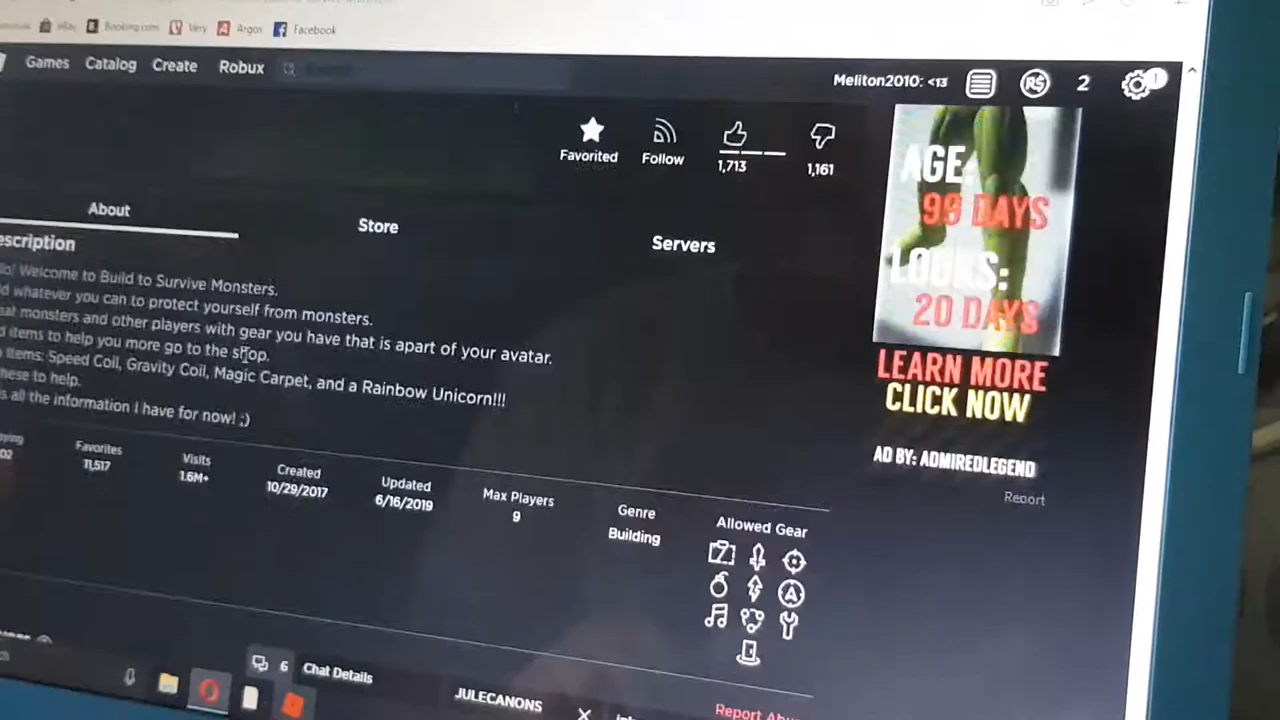 eBay Booking.com Very Argos Facebook
Games Catalog Create Robux
Meliton2010: <13 R$ 2 1
Favorited Follow 1,713 1,161
About Store Servers
escription
lo! Welcome to Build to Survive Monsters.
d whatever you can to protect yourself from monsters.
at monsters and other players with gear you have that is apart of your avatar.
d items to help you more go to the shop.
Items: Speed Coil, Gravity Coil, Magic Carpet, and a Rainbow Unicorn!!!
hese to help.
s all the information I have for now! ;)
AGE:
99 DAYS
LOOKS:
20 DAYS
LEARN MORE
CLICK NOW
AD BY: ADMIREDLEGEND
Report
ying Favorites Visits Created Updated Max Players Genre Allowed Gear
02 11,517 1.6M+ 10/29/2017 6/16/2019 9 Building
6 Chat Details
JULECANONS
Report Abu